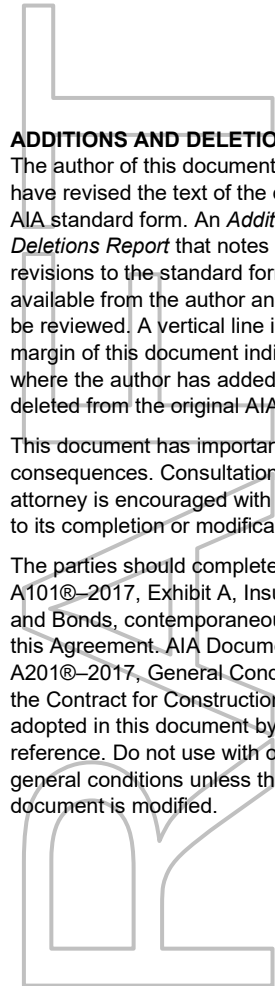 ADDITIONS AND DELETIO
The author of this document
have revised the text of the
AIA standard form. An Addit
Deletions Report that notes
revisions to the standard for
available from the author an
be reviewed. A vertical line i
margin of this document indi
where the author has added
deleted from the original AIA
This document has importan
consequences. Consultation
attorney is encouraged with
to its completion or modifica
The parties should complete
A101®–2017, Exhibit A, Insu
and Bonds, contemporaneou
this Agreement. AIA Docume
A201®–2017, General Cond
the Contract for Construction
adopted in this document by
reference. Do not use with o
general conditions unless th
document is modified.